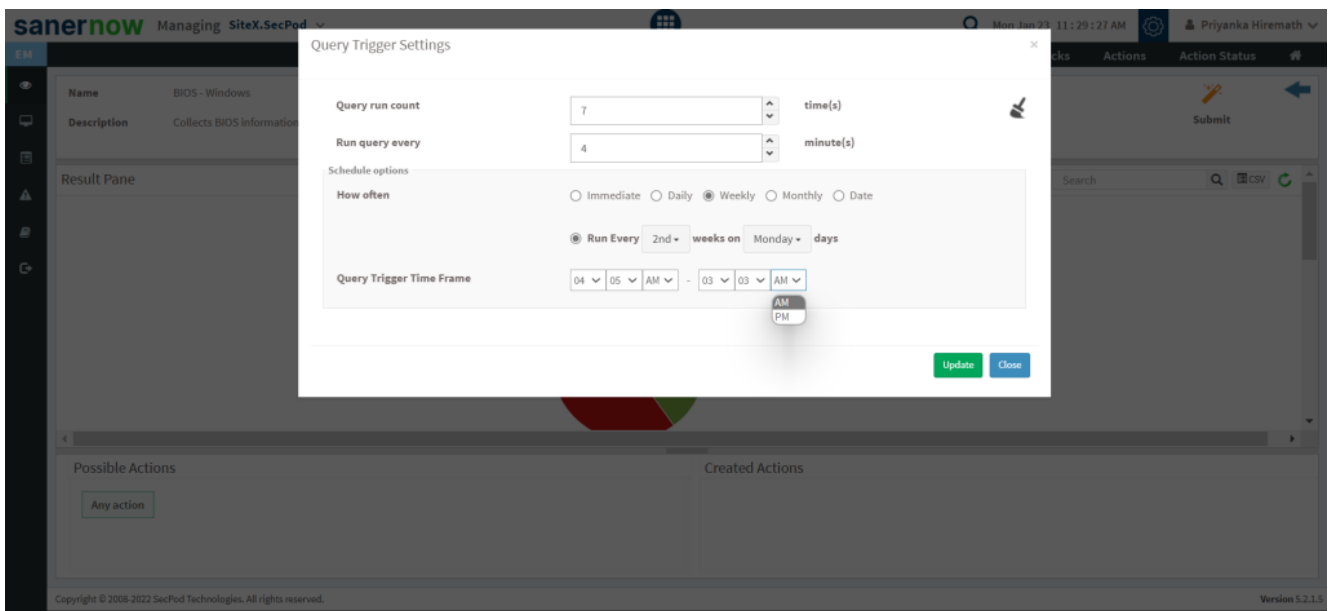 sanernow Managing SiteX.SecPod Mon Jan 23 11:29:27 AM Priyanka Hiremath
EM cks Actions Action Status
Query Trigger Settings ×
Name BIOS - Windows
Description Collects BIOS information
Submit
Query run count 7 time(s)
Run query every 4 minute(s)
Result Pane Search CSV
Schedule options
How often Immediate Daily Weekly Monthly Date
Run Every 2nd weeks on Monday days
Query Trigger Time Frame 04 05 AM - 03 03 AM
AM
PM
Update Close
Possible Actions Created Actions
Any action
Copyright © 2008-2022 SecPod Technologies. All rights reserved. Version 5.2.1.5